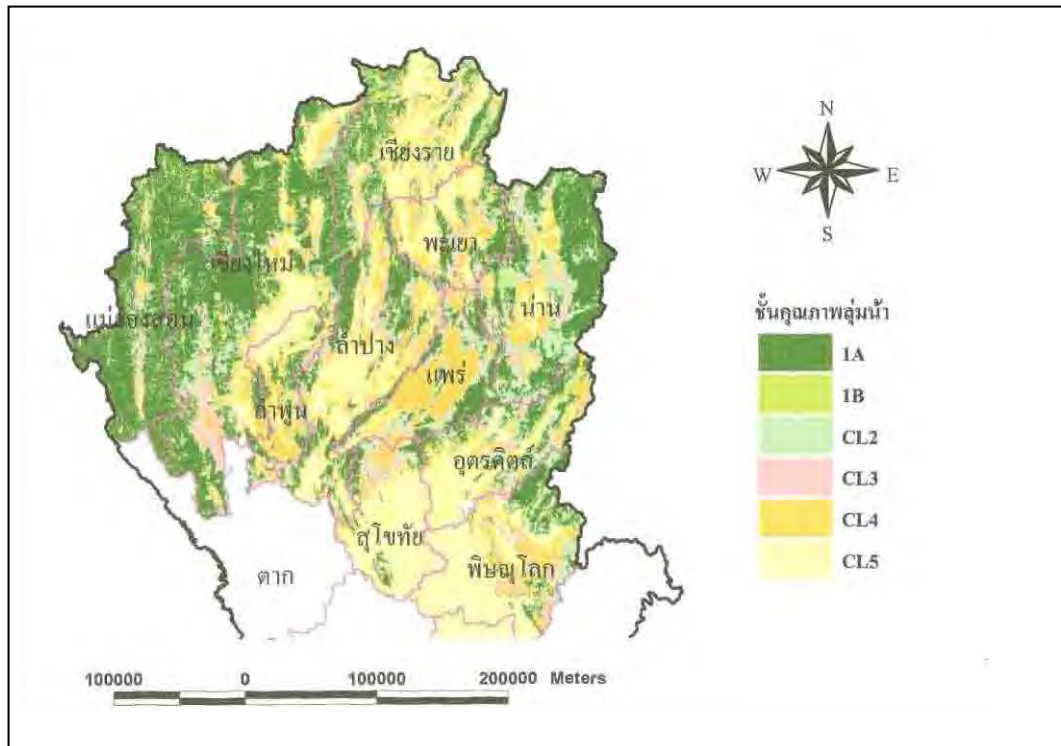 N
W E
S
เชียงราย
พะเยา
เชียงใหม่
น่าน
แม่ฮ่องสอน
ลำปาง
แพร่
ลำพูน
อุตรดิตถ์
สุโขทัย
พิษณุโลก
ตาก
ชั้นคุณภาพลุ่มน้ำ
1A
1B
CL2
CL3
CL4
CL5
100000 0 100000 200000 Meters